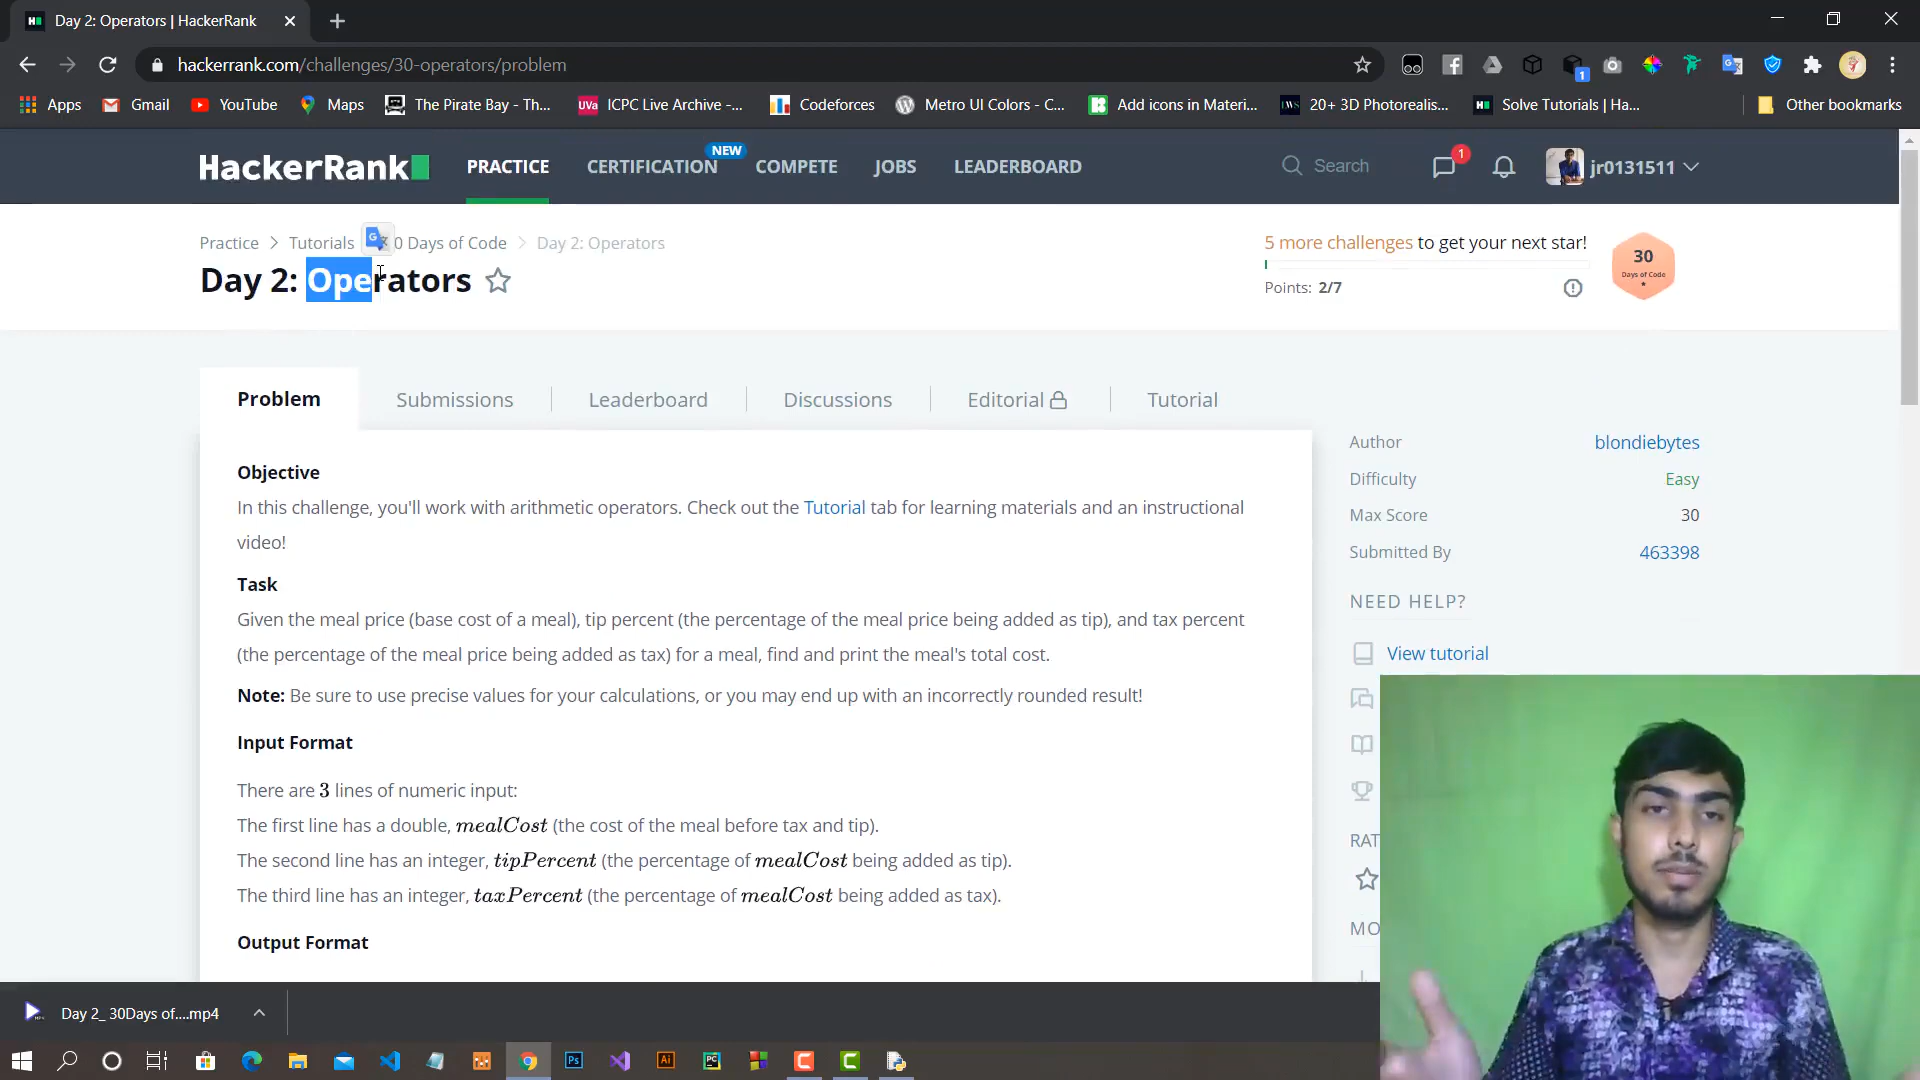 Day 2: Operators | HackerRank
hackerrank.com/challenges/30-operators/problem
1
Apps
Gmail
YouTube
Maps
The Pirate Bay - Th...
UVa
ICPC Live Archive -...
Codeforces
Metro UI Colors - C...
Add icons in Materi...
20+ 3D Photorealis...
Solve Tutorials | Ha...
Other bookmarks
HackerRank
PRACTICE
CERTIFICATION
NEW
COMPETE
JOBS
LEADERBOARD
Search
1
jr0131511
Practice > Tutorials
0 Days of Code > Day 2: Operators
Day 2: Operators
5 more challenges to get your next star!
Points: 2/7
30
Days of Code
Problem
Submissions
Leaderboard
Discussions
Editorial
Tutorial
Objective
In this challenge, you'll work with arithmetic operators. Check out the Tutorial tab for learning materials and an instructional
video!
Task
Given the meal price (base cost of a meal), tip percent (the percentage of the meal price being added as tip), and tax percent
(the percentage of the meal price being added as tax) for a meal, find and print the meal's total cost.
Note: Be sure to use precise values for your calculations, or you may end up with an incorrectly rounded result!
Input Format
There are 3 lines of numeric input:
The first line has a double, mealCost (the cost of the meal before tax and tip).
The second line has an integer, tipPercent (the percentage of mealCost being added as tip).
The third line has an integer, taxPercent (the percentage of mealCost being added as tax).
Output Format
Author blondiebytes
Difficulty Easy
Max Score 30
Submitted By 463398
NEED HELP?
View tutorial
RAT
MO
Day 2_ 30Days of....mp4
Ps
Ai
PC
C
C